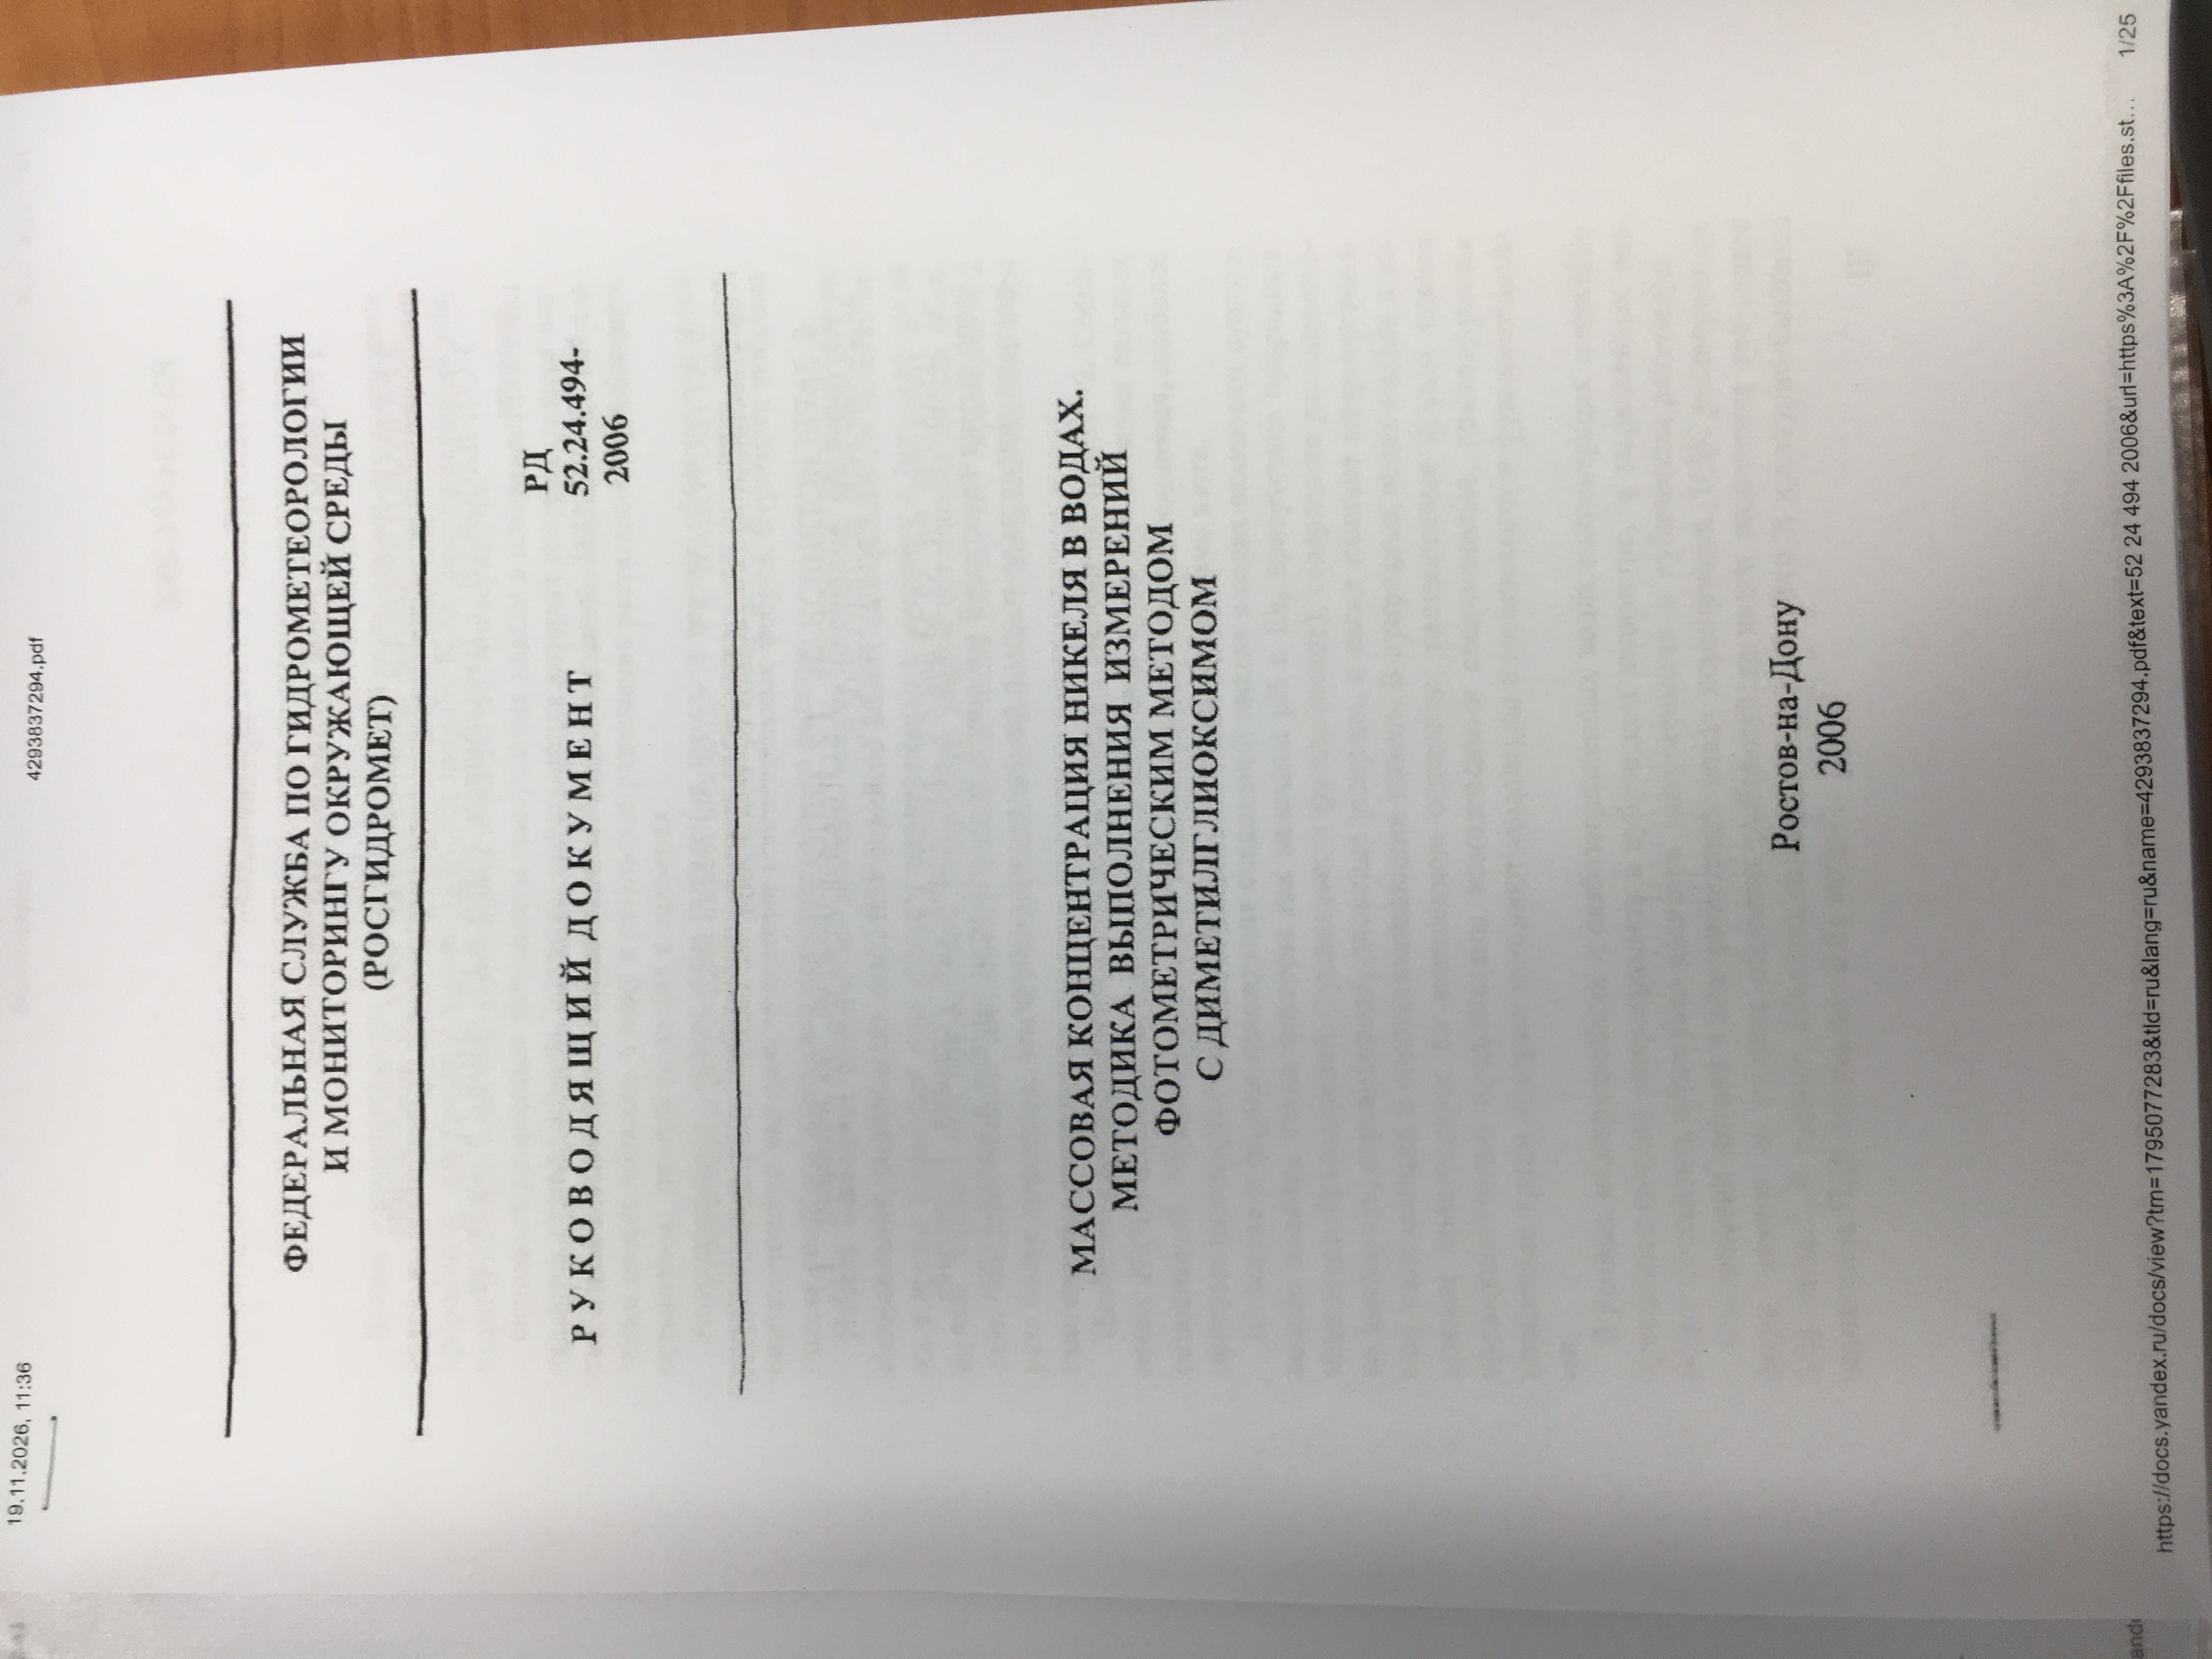 19.11.2026, 11:36
4293837294.pdf
ФЕДЕРАЛЬНАЯ СЛУЖБА ПО ГИДРОМЕТЕОРОЛОГИИ
И МОНИТОРИНГУ ОКРУЖАЮЩЕЙ СРЕДЫ
(РОСГИДРОМЕТ)
РУКОВОДЯЩИЙ ДОКУМЕНТ
РД
52.24.494-
2006
МАССОВАЯ КОНЦЕНТРАЦИЯ НИКЕЛЯ В ВОДАХ.
МЕТОДИКА ВЫПОЛНЕНИЯ ИЗМЕРЕНИЙ
ФОТОМЕТРИЧЕСКИМ МЕТОДОМ
С ДИМЕТИЛГЛИОКСИМОМ
Ростов-на-Дону
2006
https://docs.yandex.ru/docs/view?tm=1795077283&tld=ru&lang=ru&name=4293837294.pdf&text=52 24 494 2006&url=https%3A%2F%2Ffiles.st...
1/25